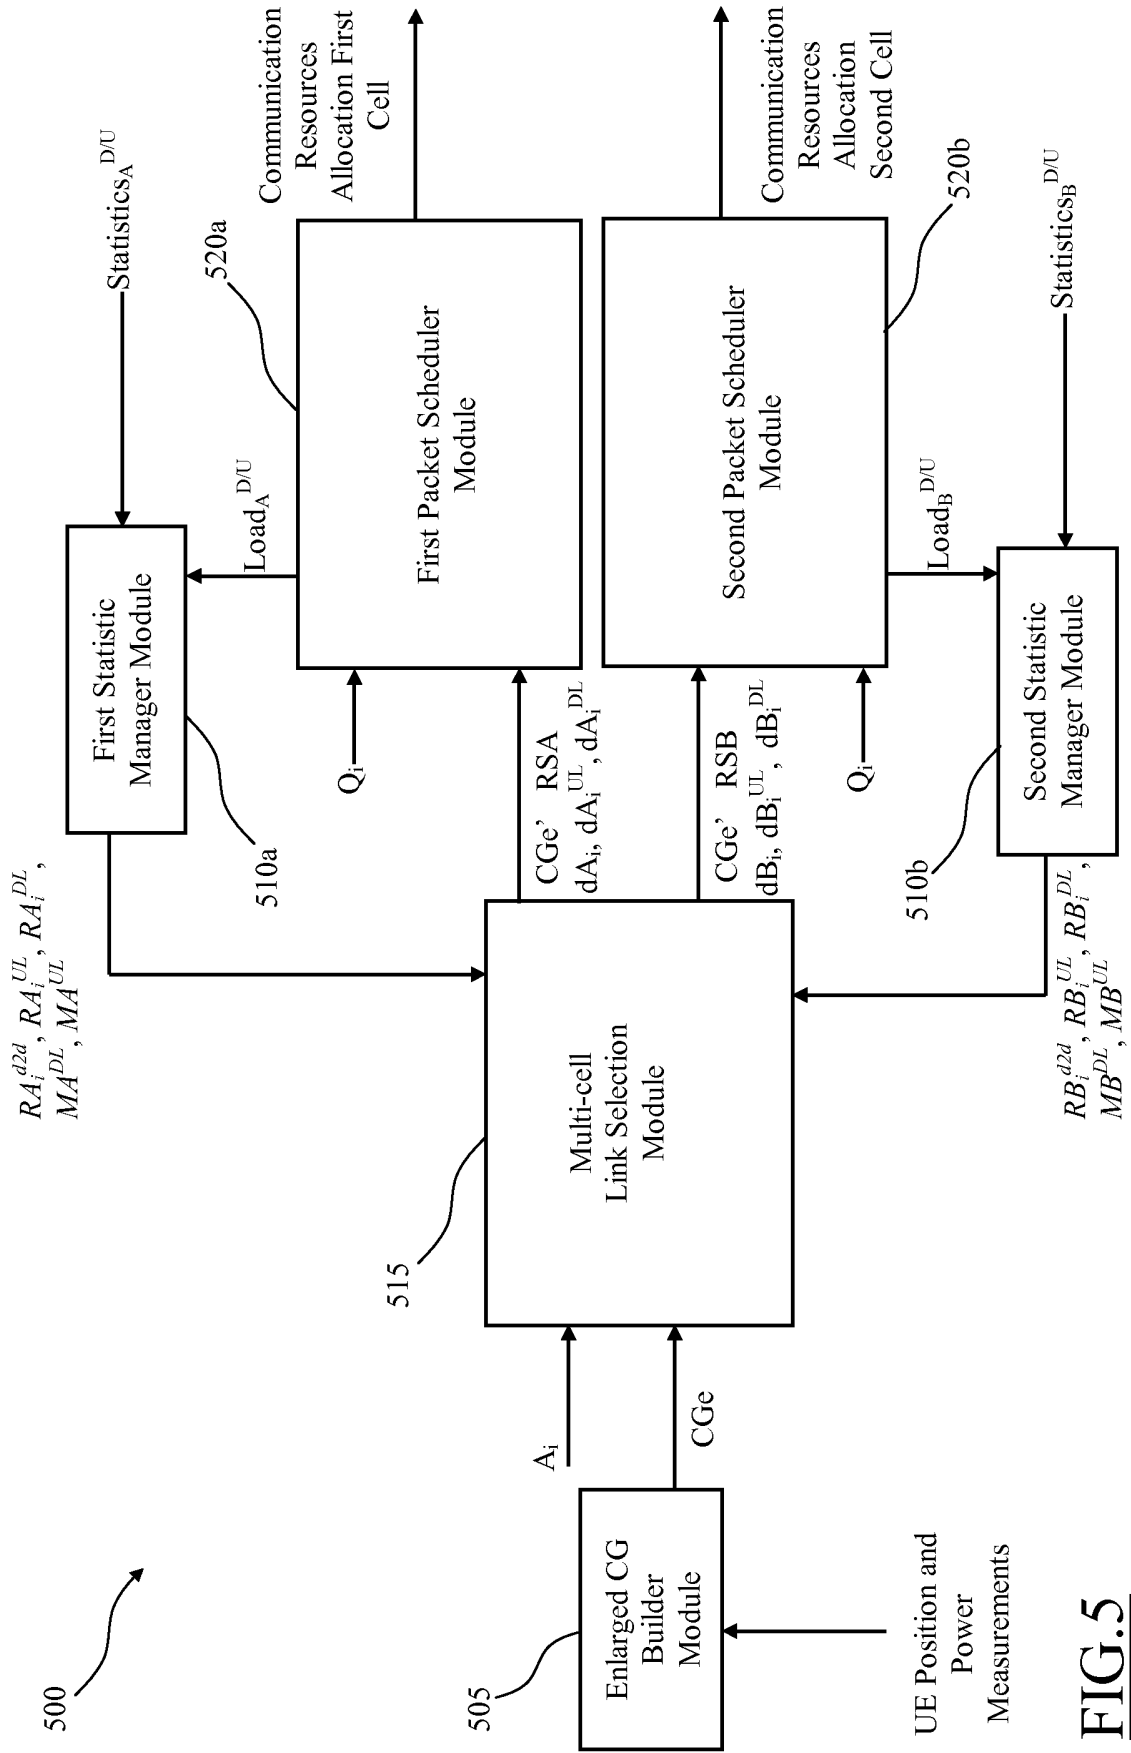 500
505
Enlarged CG
Builder
Module
UE Position and
Power
Measurements
A_i
CGe
515
Multi-cell
Link Selection
Module
RA_i^{d2d}, RA_i^{UL}, RA_i^{DL},
MA^{DL}, MA^{UL}
510a
First Statistic
Manager Module
Statistics_A^{D/U}
Load_A^{D/U}
Q_i
CGe' RSA
dA_i, dA_i^{UL}, dA_i^{DL}
520a
First Packet Scheduler
Module
Communication
Resources
Allocation First
Cell
CGe' RSB
dB_i, dB_i^{UL}, dB_i^{DL}
Q_i
Second Packet Scheduler
Module
520b
Communication
Resources
Allocation
Second Cell
Load_B^{D/U}
Statistics_B^{D/U}
510b
Second Statistic
Manager Module
RB_i^{d2d}, RB_i^{UL}, RB_i^{DL},
MB^{DL}, MB^{UL}
FIG.5